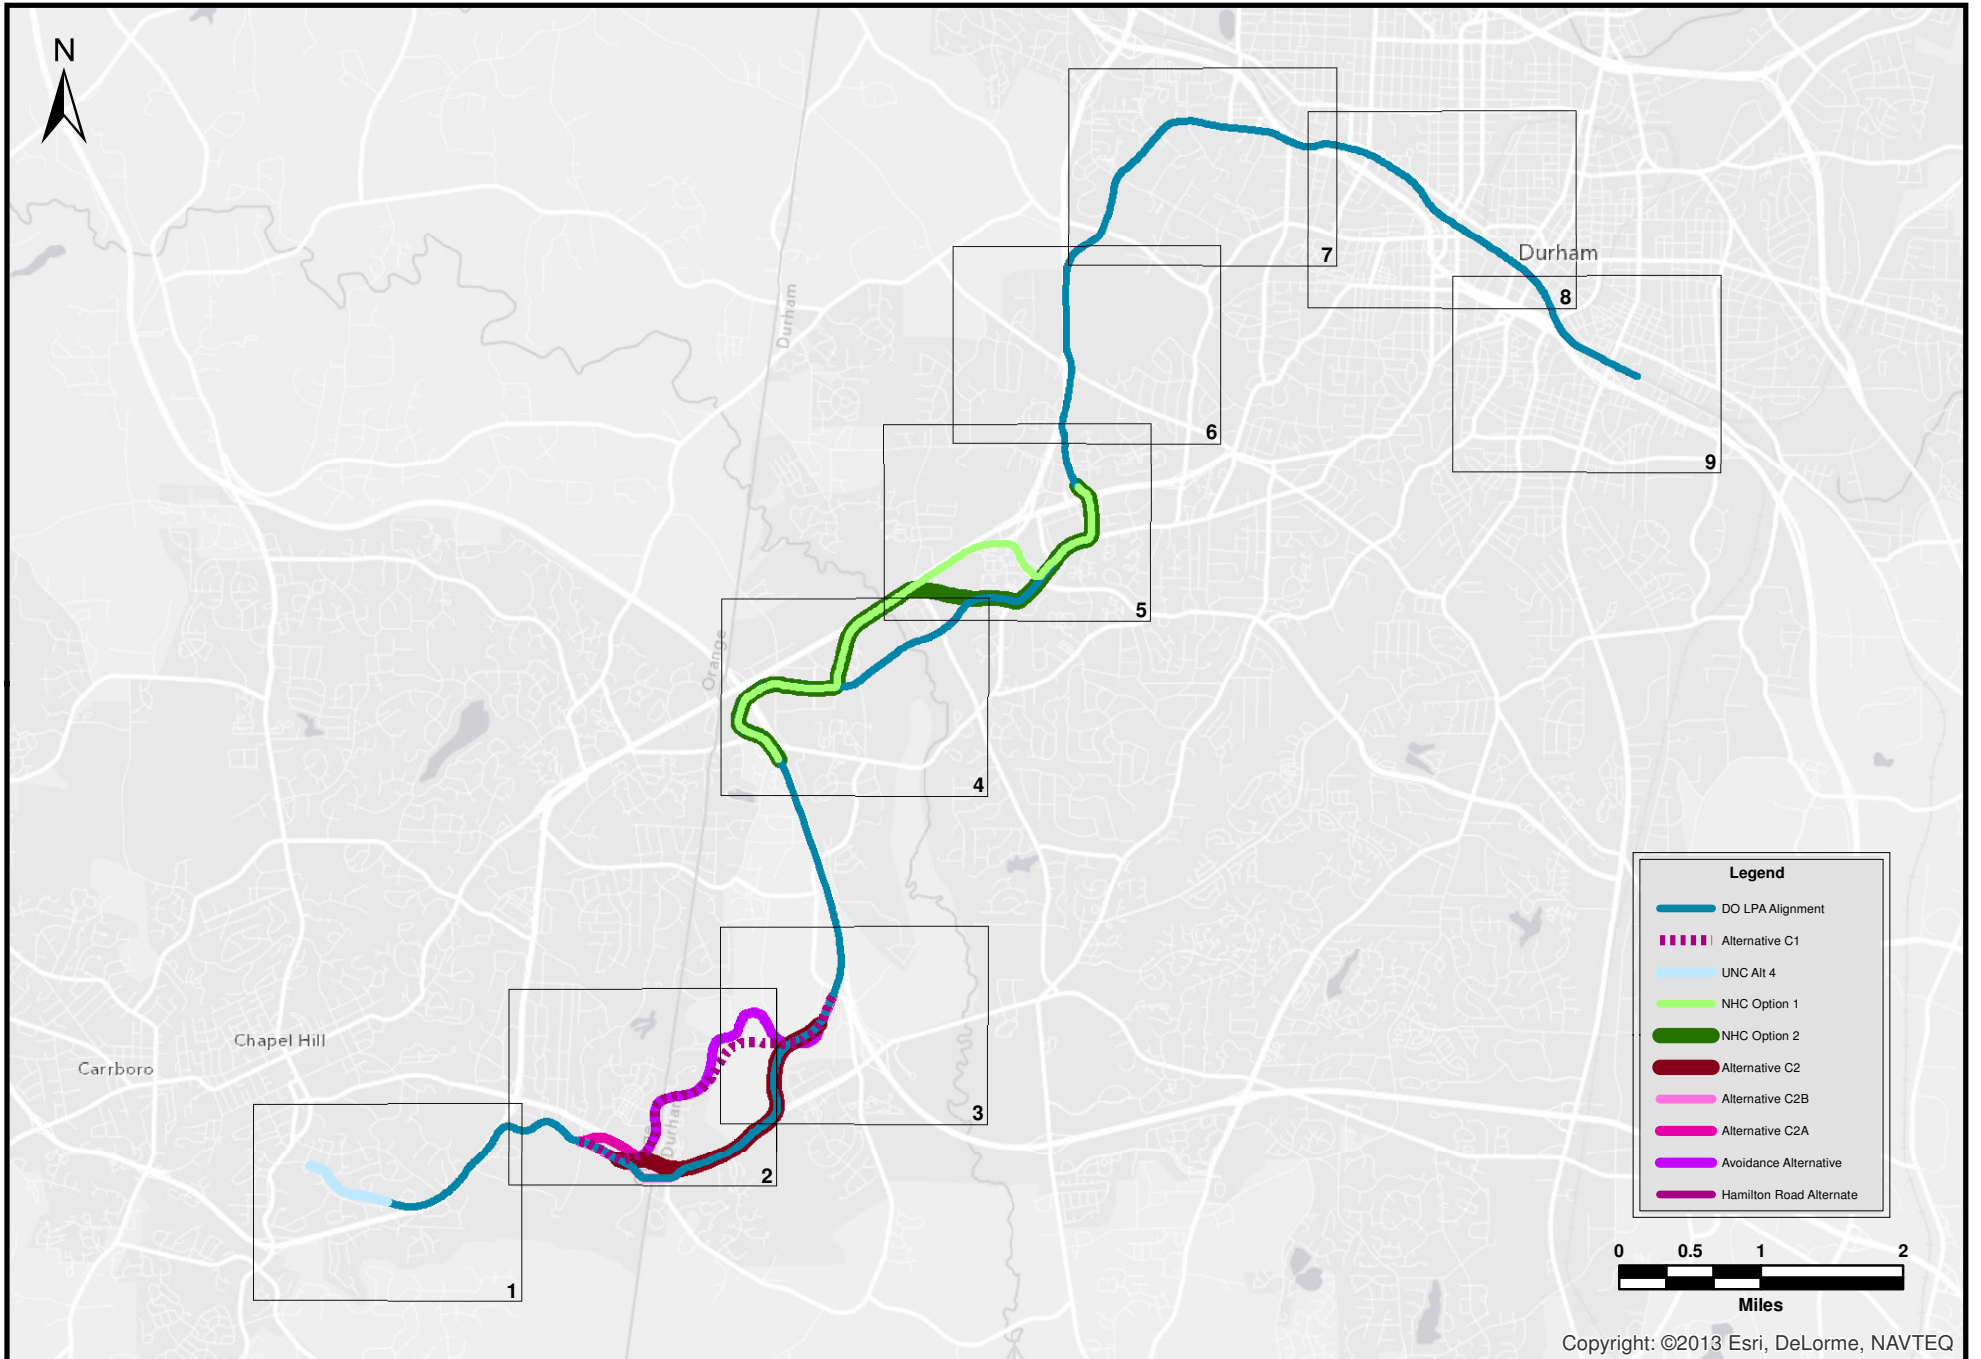 N
7
Durham
8
Durham
6
9
5
Orange
4
Legend
DO LPA Alignment
Alternative C1
UNC Alt 4
NHC Option 1
NHC Option 2
Alternative C2
Alternative C2B
Alternative C2A
Avoidance Alternative
Hamilton Road Alternate
Chapel Hill
Carrboro
3
Durham
2
1
0 0.5 1 2
Miles
Copyright: ©2013 Esri, DeLorme, NAVTEQ